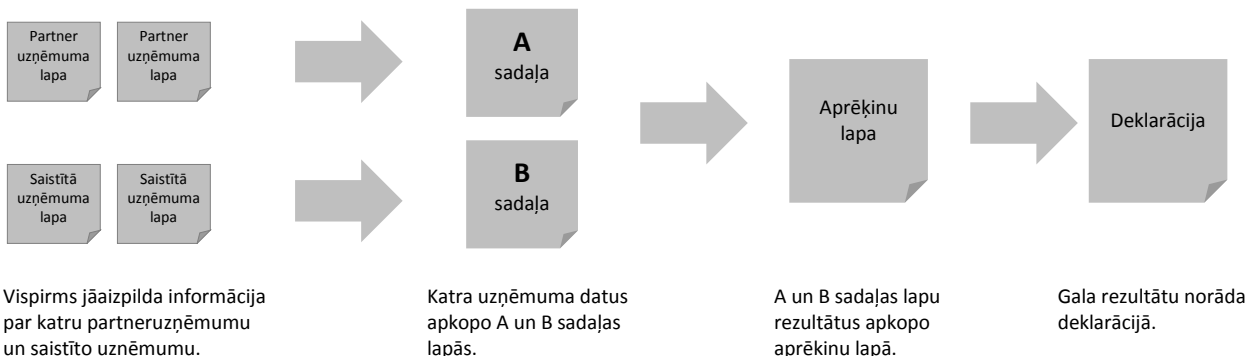 Partner
uzņēmuma
lapa
Partner
uzņēmuma
lapa
A
sadaļa
Aprēķinu
lapa
Deklarācija
Saistītā
uzņēmuma
lapa
Saistītā
uzņēmuma
lapa
B
sadaļa
Vispirms jāaizpilda informācija
par katru partneruzņēmumu
un saistīto uzņēmumu.
Katra uzņēmuma datus
apkopo A un B sadaļas
lapās.
A un B sadaļas lapu
rezultātus apkopo
aprēķinu lapā.
Gala rezultātu norāda
deklarācijā.